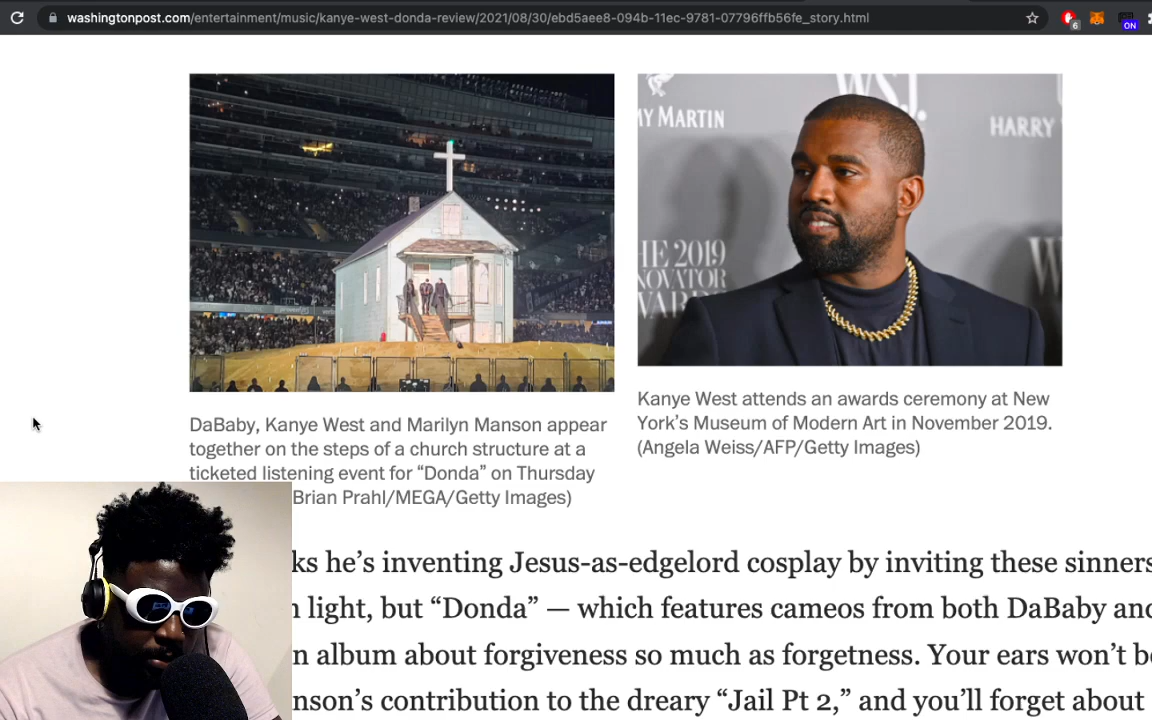 washingtonpost.com/entertainment/music/kanye-west-donda-review/2021/08/30/ebd5aee8-094b-11ec-9781-07796ffb56fe_story.html
6
ON
MY MARTIN
WSJ.
HARRY
THE 2019
NNOVATOR
WARDS
DaBaby, Kanye West and Marilyn Manson appear
together on the steps of a church structure at a
ticketed listening event for “Donda” on Thursday
Brian Prahl/MEGA/Getty Images)
Kanye West attends an awards ceremony at New
York’s Museum of Modern Art in November 2019.
(Angela Weiss/AFP/Getty Images)
ks he’s inventing Jesus-as-edgelord cosplay by inviting these sinners
n light, but “Donda” — which features cameos from both DaBaby and
n album about forgiveness so much as forgetness. Your ears won’t be
nson’s contribution to the dreary “Jail Pt 2,” and you’ll forget about